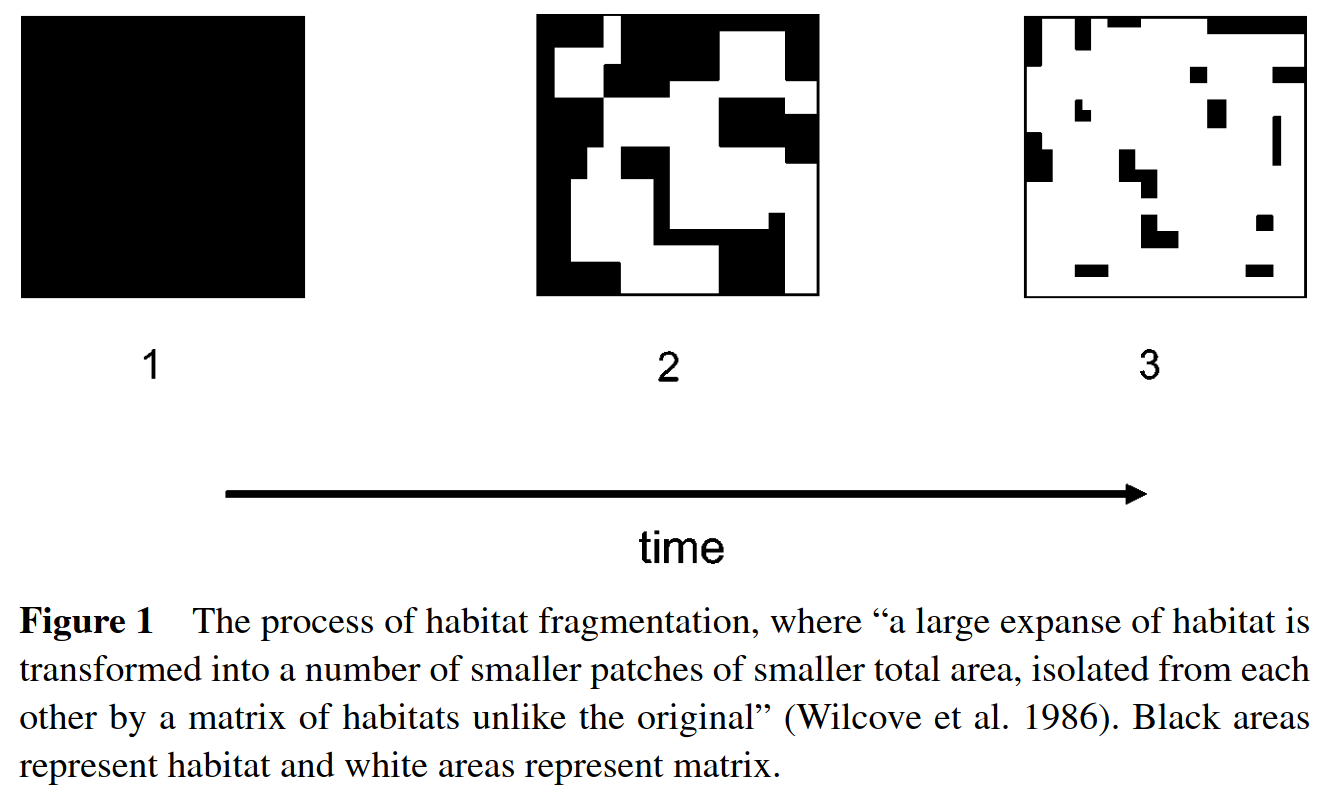 1
2
3
time
Figure 1 The process of habitat fragmentation, where “a large expanse of habitat is
transformed into a number of smaller patches of smaller total area, isolated from each
other by a matrix of habitats unlike the original” (Wilcove et al. 1986). Black areas
represent habitat and white areas represent matrix.